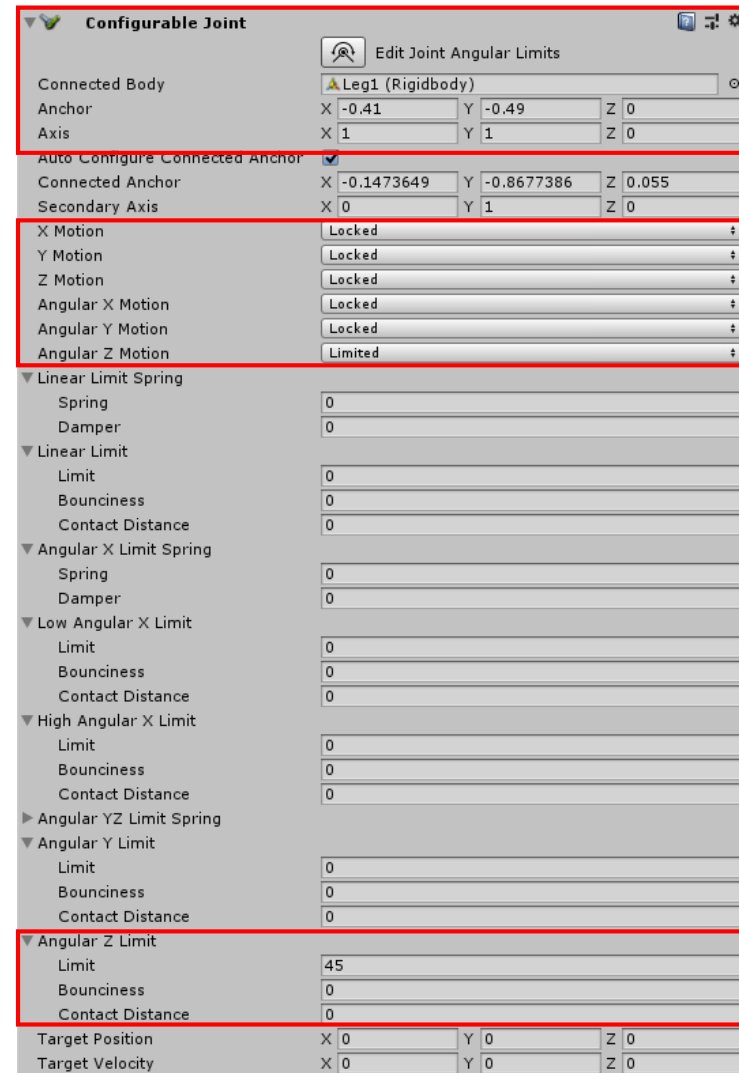 Configurable Joint
Edit Joint Angular Limits
Connected Body Leg1 (Rigidbody)
Anchor X -0.41 Y -0.49 Z 0
Axis X 1 Y 1 Z 0
Auto Configure Connected Anchor
Connected Anchor X -0.1473649 Y -0.8677386 Z 0.055
Secondary Axis X 0 Y 1 Z 0
X Motion Locked
Y Motion Locked
Z Motion Locked
Angular X Motion Locked
Angular Y Motion Locked
Angular Z Motion Limited
Linear Limit Spring
Spring 0
Damper 0
Linear Limit
Limit 0
Bounciness 0
Contact Distance 0
Angular X Limit Spring
Spring 0
Damper 0
Low Angular X Limit
Limit 0
Bounciness 0
Contact Distance 0
High Angular X Limit
Limit 0
Bounciness 0
Contact Distance 0
Angular YZ Limit Spring
Angular Y Limit
Limit 0
Bounciness 0
Contact Distance 0
Angular Z Limit
Limit 45
Bounciness 0
Contact Distance 0
Target Position X 0 Y 0 Z 0
Target Velocity X 0 Y 0 Z 0